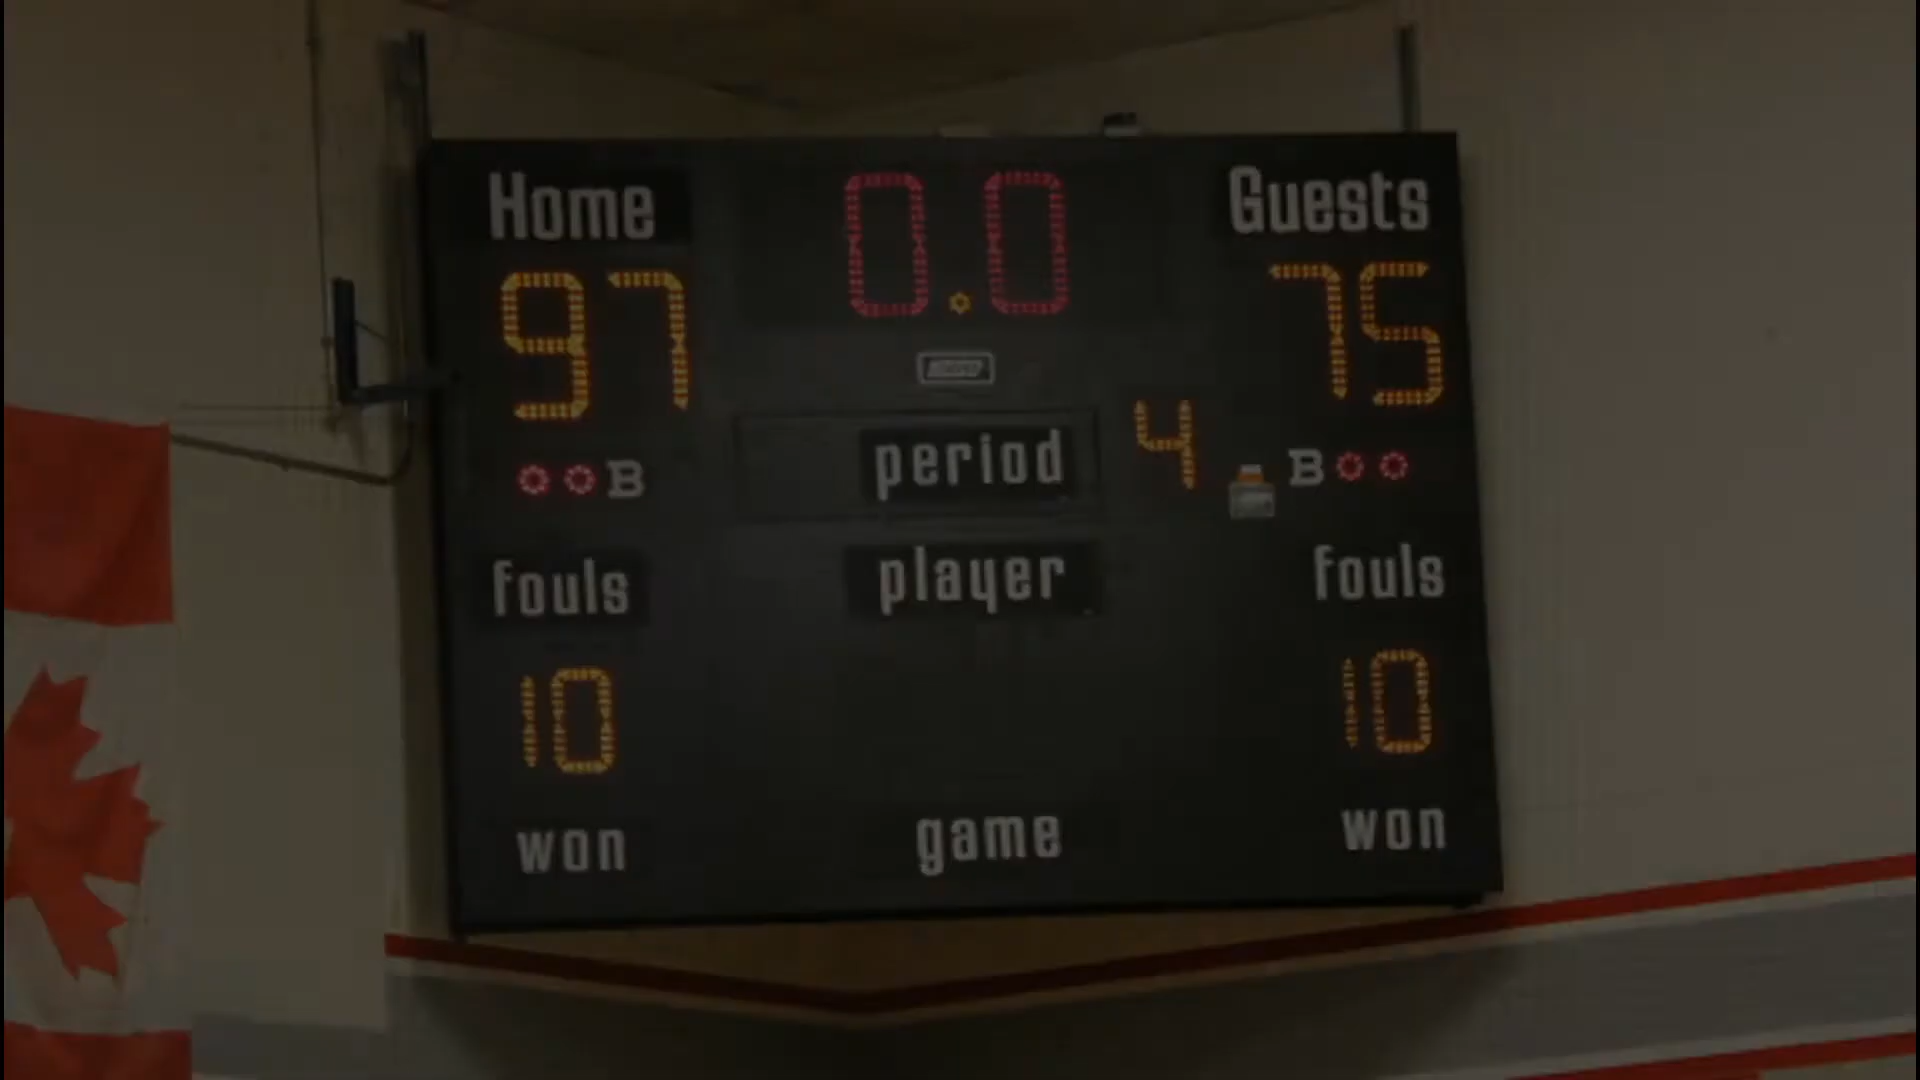 Home 0.0 Guests
97 75
B period 4 B
fouls player fouls
10 10
won game won